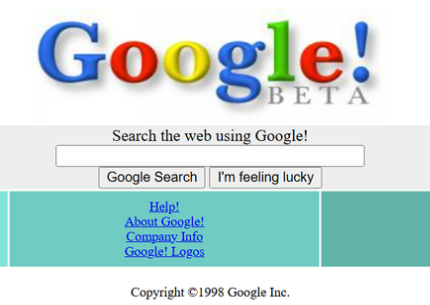 Google!
BETA
Search the web using Google!
Google Search I'm feeling lucky
Help!
About Google!
Company Info
Google! Logos
Copyright ©1998 Google Inc.